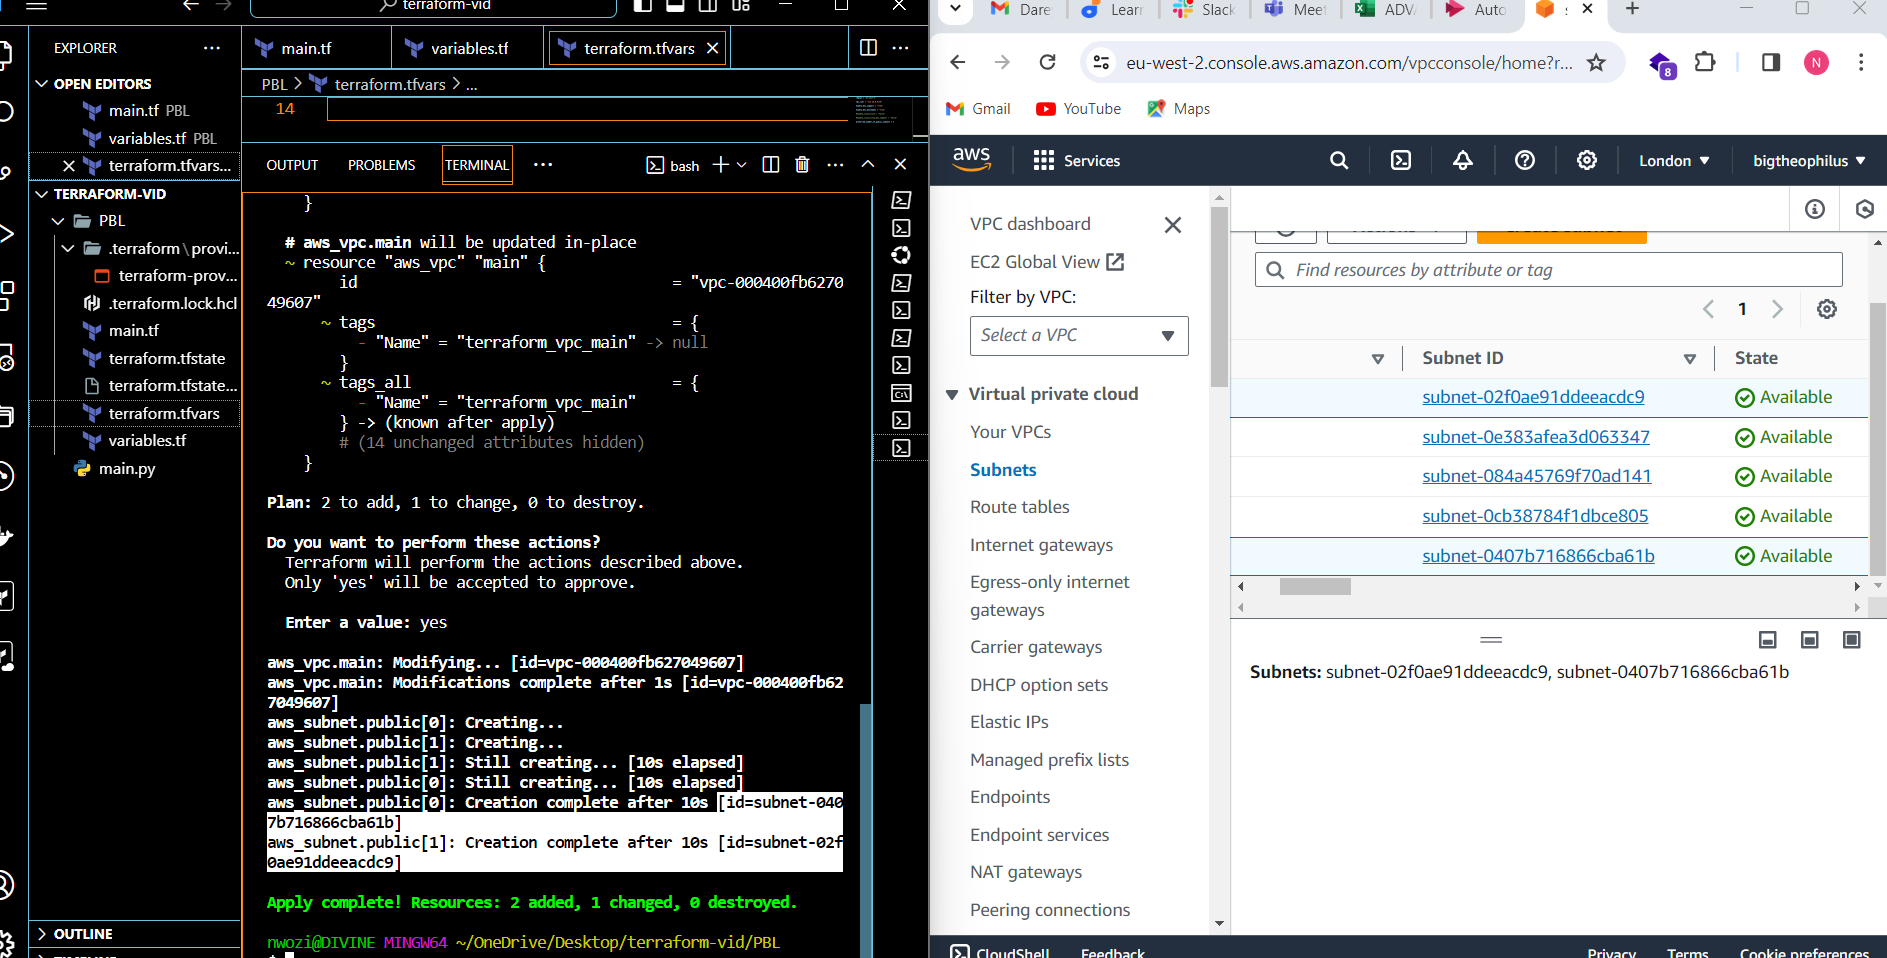 terraform-vid
EXPLORER
OPEN EDITORS
main.tf PBL
variables.tf PBL
terraform.tfvars...
TERRAFORM-VID
PBL
.terraform\provi...
terraform-prov...
.terraform.lock.hcl
main.tf
terraform.tfstate
terraform.tfstate...
terraform.tfvars
variables.tf
main.py
OUTLINE
main.tf
variables.tf
terraform.tfvars
PBL > terraform.tfvars > ...
14
OUTPUT PROBLEMS TERMINAL
bash
}
# aws_vpc.main will be updated in-place
~ resource "aws_vpc" "main" {
id = "vpc-000400fb6270
49607"
~ tags = {
- "Name" = "terraform_vpc_main" -> null
}
~ tags_all = {
- "Name" = "terraform_vpc_main"
} -> (known after apply)
# (14 unchanged attributes hidden)
}
Plan: 2 to add, 1 to change, 0 to destroy.
Do you want to perform these actions?
Terraform will perform the actions described above.
Only 'yes' will be accepted to approve.
Enter a value: yes
aws_vpc.main: Modifying... [id=vpc-000400fb627049607]
aws_vpc.main: Modifications complete after 1s [id=vpc-000400fb62
7049607]
aws_subnet.public[0]: Creating...
aws_subnet.public[1]: Creating...
aws_subnet.public[1]: Still creating... [10s elapsed]
aws_subnet.public[0]: Still creating... [10s elapsed]
aws_subnet.public[0]: Creation complete after 10s [id=subnet-040
7b716866cba61b]
aws_subnet.public[1]: Creation complete after 10s [id=subnet-02f
0ae91ddeeacdc9]
Apply complete! Resources: 2 added, 1 changed, 0 destroyed.
nwozi@DIVINE MINGW64 ~/OneDrive/Desktop/terraform-vid/PBL
Dare Learn Slack Meet ADVA Auto
eu-west-2.console.aws.amazon.com/vpcconsole/home?r...
8
N
Gmail YouTube Maps
aws Services London bigtheophilus
VPC dashboard
EC2 Global View
Filter by VPC:
Select a VPC
Virtual private cloud
Your VPCs
Subnets
Route tables
Internet gateways
Egress-only internet
gateways
Carrier gateways
DHCP option sets
Elastic IPs
Managed prefix lists
Endpoints
Endpoint services
NAT gateways
Peering connections
Find resources by attribute or tag
1
Subnet ID State
subnet-02f0ae91ddeeacdc9 Available
subnet-0e383afea3d063347 Available
subnet-084a45769f70ad141 Available
subnet-0cb38784f1dbce805 Available
subnet-0407b716866cba61b Available
Subnets: subnet-02f0ae91ddeeacdc9, subnet-0407b716866cba61b
CloudShell Feedback Privacy Terms Cookie preferences